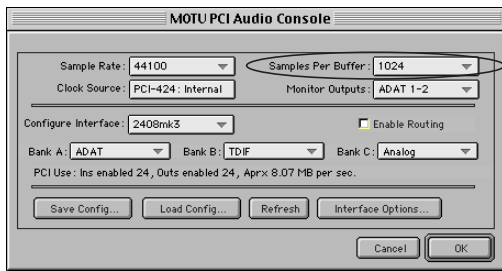 MOTU PCI Audio Console
Sample Rate: 44100 Samples Per Buffer: 1024
Clock Source: PCI-424: Internal Monitor Outputs: ADAT 1-2
Configure Interface: 2408mk3 Enable Routing
Bank A: ADAT Bank B: TDIF Bank C: Analog
PCI Use: Ins enabled 24, Outs enabled 24, Aprx 8.07 MB per sec.
Save Config... Load Config... Refresh Interface Options...
Cancel OK